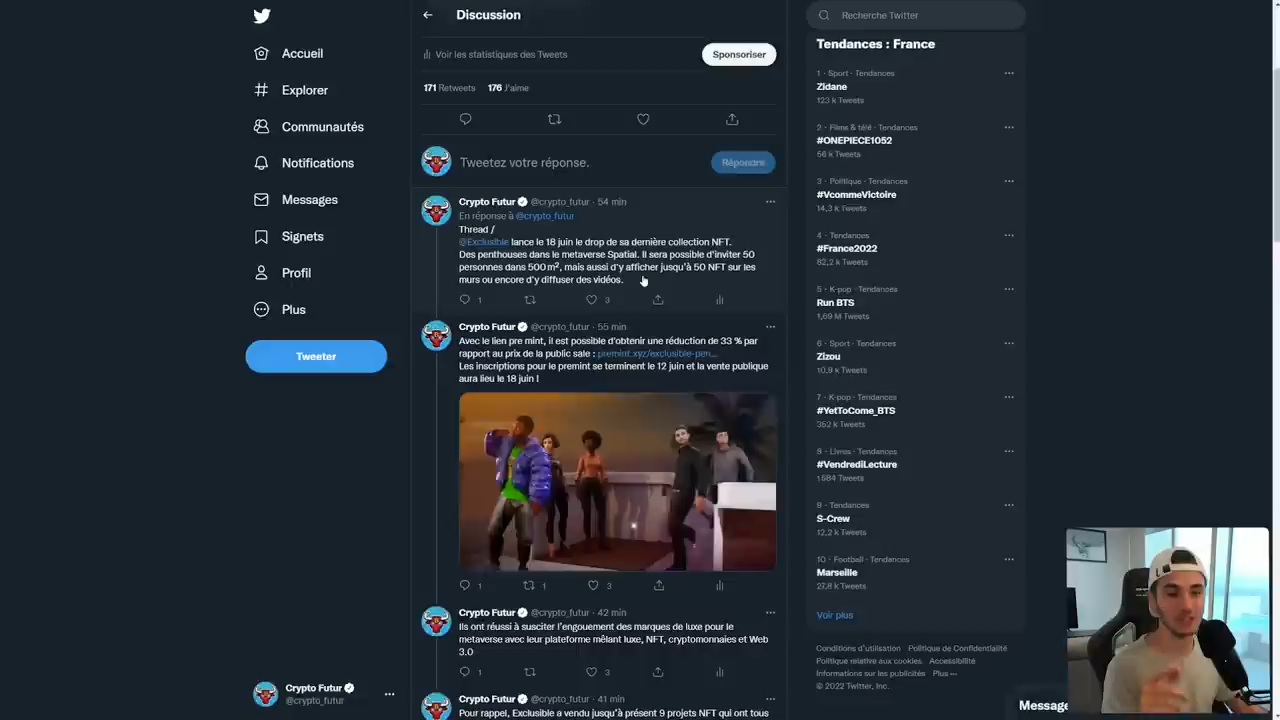 Accueil
Explorer
Communautés
Notifications
Messages
Signets
Profil
Plus
Tweeter
Crypto Futur
@crypto_futur
Discussion
Voir les statistiques des Tweets
Sponsoriser
171 Retweets 176 J'aime
Tweetez votre réponse.
Répondre
Crypto Futur @crypto_futur · 54 min
En réponse à @crypto_futur
Thread /
@Exclusible lance le 18 juin le drop de sa dernière collection NFT.
Des penthouses dans le metaverse Spatial. Il sera possible d'inviter 50
personnes dans 500 m², mais aussi d'y afficher jusqu'à 50 NFT sur les
murs ou encore d'y diffuser des vidéos.
1 3
Crypto Futur @crypto_futur · 55 min
Avec le lien pre mint, il est possible d'obtenir une réduction de 33 % par
rapport au prix de la public sale : premint.xyz/exclusible-pen...
Les inscriptions pour le premint se terminent le 12 juin et la vente publique
aura lieu le 18 juin !
1 1 3
Crypto Futur @crypto_futur · 42 min
Ils ont réussi à susciter l'engouement des marques de luxe pour le
metaverse avec leur plateforme mêlant luxe, NFT, cryptomonnaies et Web
3.0
1 3
Crypto Futur @crypto_futur · 41 min
Pour rappel, Exclusible a vendu jusqu'à présent 9 projets NFT qui ont tous
Recherche Twitter
Tendances : France
1 · Sport · Tendances
Zidane
123 k Tweets
2 · Films & télé · Tendances
#ONEPIECE1052
56 k Tweets
3 · Politique · Tendances
#VcommeVictoire
14,3 k Tweets
4 · Tendances
#France2022
82,2 k Tweets
5 · K-pop · Tendances
Run BTS
1,69 M Tweets
6 · Sport · Tendances
Zizou
10,9 k Tweets
7 · K-pop · Tendances
#YetToCome_BTS
352 k Tweets
8 · Livres · Tendances
#VendrediLecture
1 584 Tweets
9 · Tendances
S-Crew
12,2 k Tweets
10 · Football · Tendances
Marseille
27,8 k Tweets
Voir plus
Conditions d'utilisation Politique de Confidentialité
Politique relative aux cookies Accessibilité
Informations sur les publicités Plus ...
© 2022 Twitter, Inc.
Message